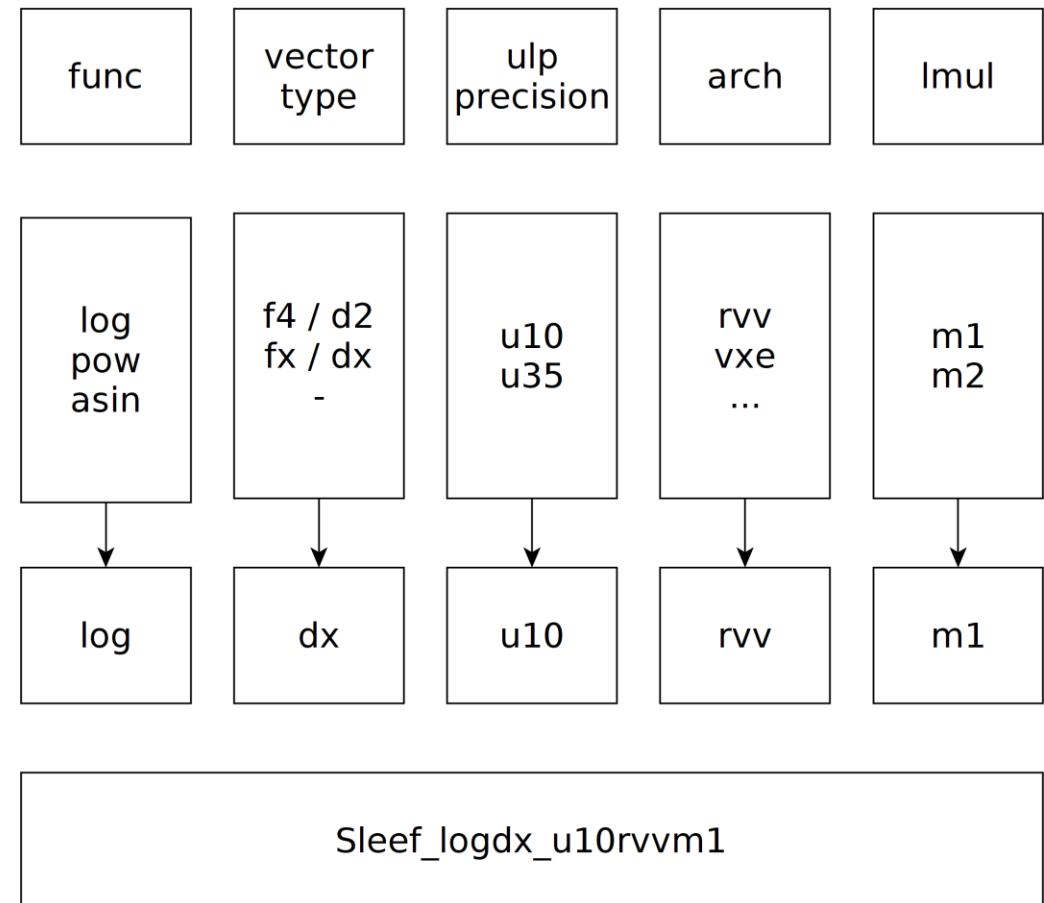 func
vector
type
ulp
precision
arch
lmul
log
pow
asin
f4 / d2
fx / dx
-
u10
u35
rvv
vxe
...
m1
m2
log
dx
u10
rvv
m1
Sleef_logdx_u10rvvm1